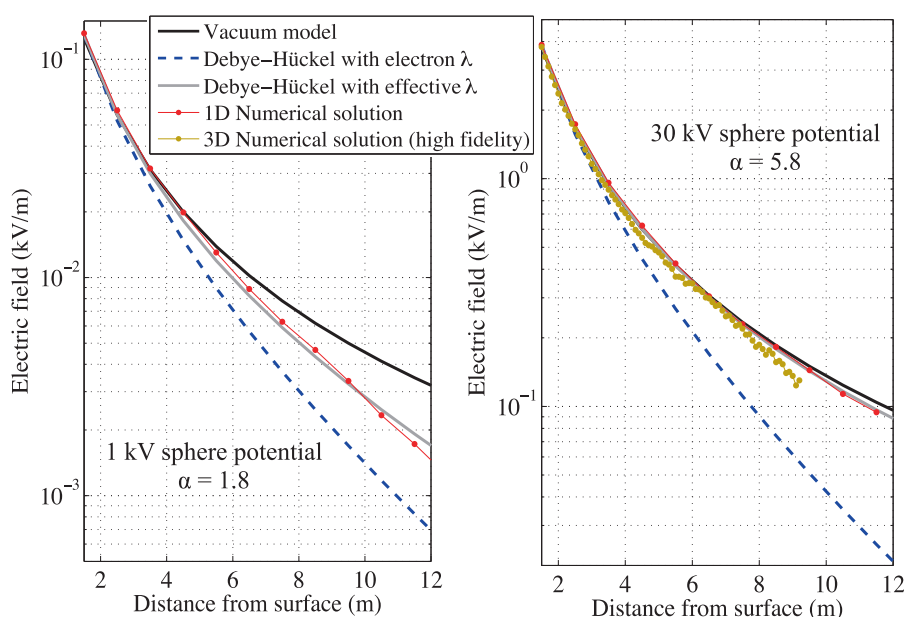 Vacuum model
Debye−Hückel with electron λ
Debye−Hückel with effective λ
1D Numerical solution
3D Numerical solution (high fidelity)
Electric field (kV/m)
10⁻¹
10⁻²
10⁻³
1 kV sphere potential
α = 1.8
2 4 6 8 10 12
Distance from surface (m)
Electric field (kV/m)
10⁰
10⁻¹
30 kV sphere potential
α = 5.8
2 4 6 8 10 12
Distance from surface (m)